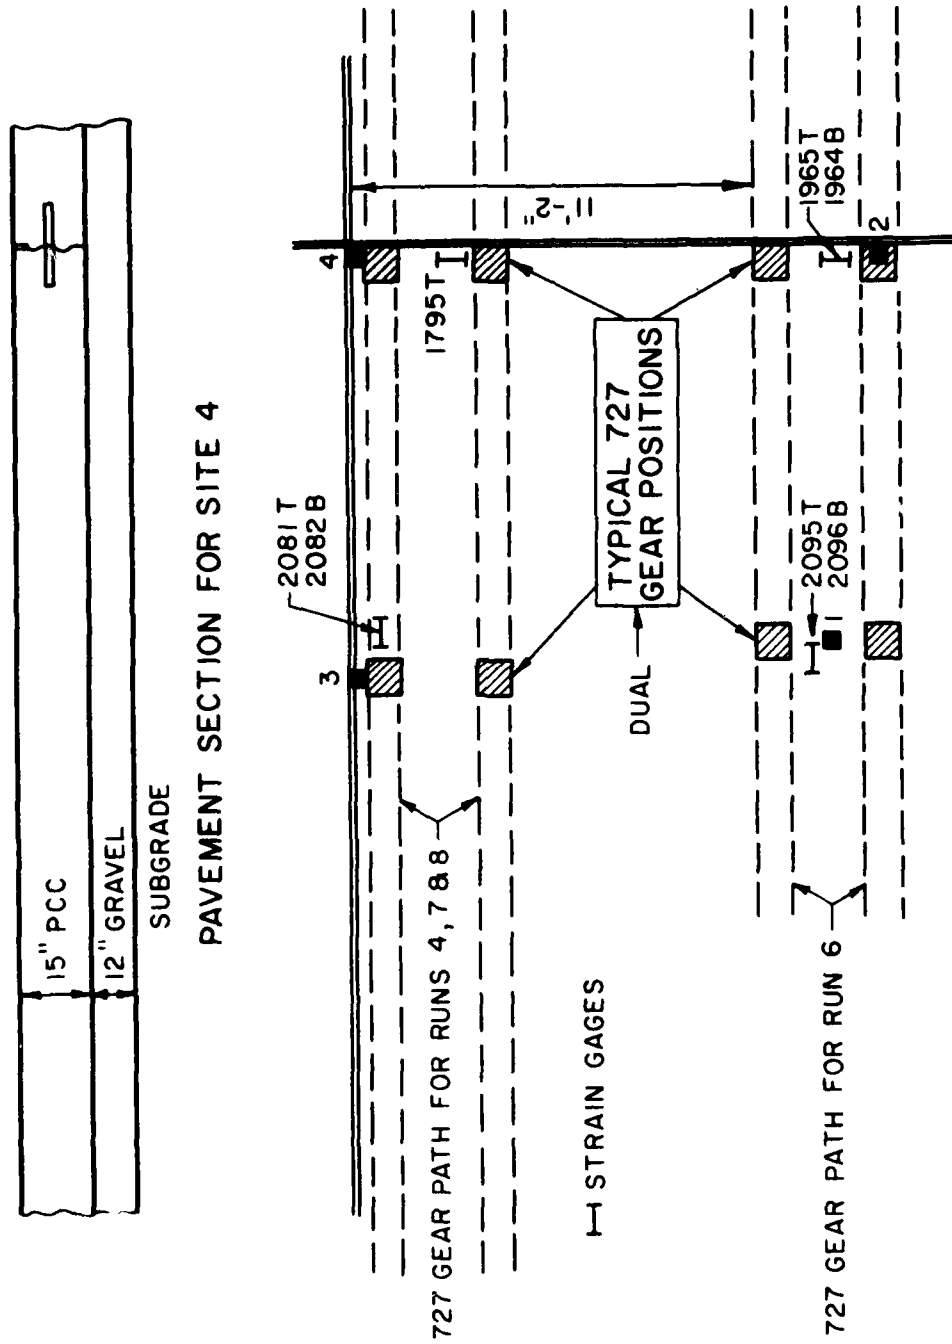 15" PCC
12" GRAVEL
SUBGRADE
PAVEMENT SECTION FOR SITE 4
3
2081 T
2082 B
4
1795 T
11'-2"
727 GEAR PATH FOR RUNS 4, 7 & 8
STRAIN GAGES
DUAL
TYPICAL 727
GEAR POSITIONS
1965 T
1964 B
2
2095 T
2096 B
1
727 GEAR PATH FOR RUN 6